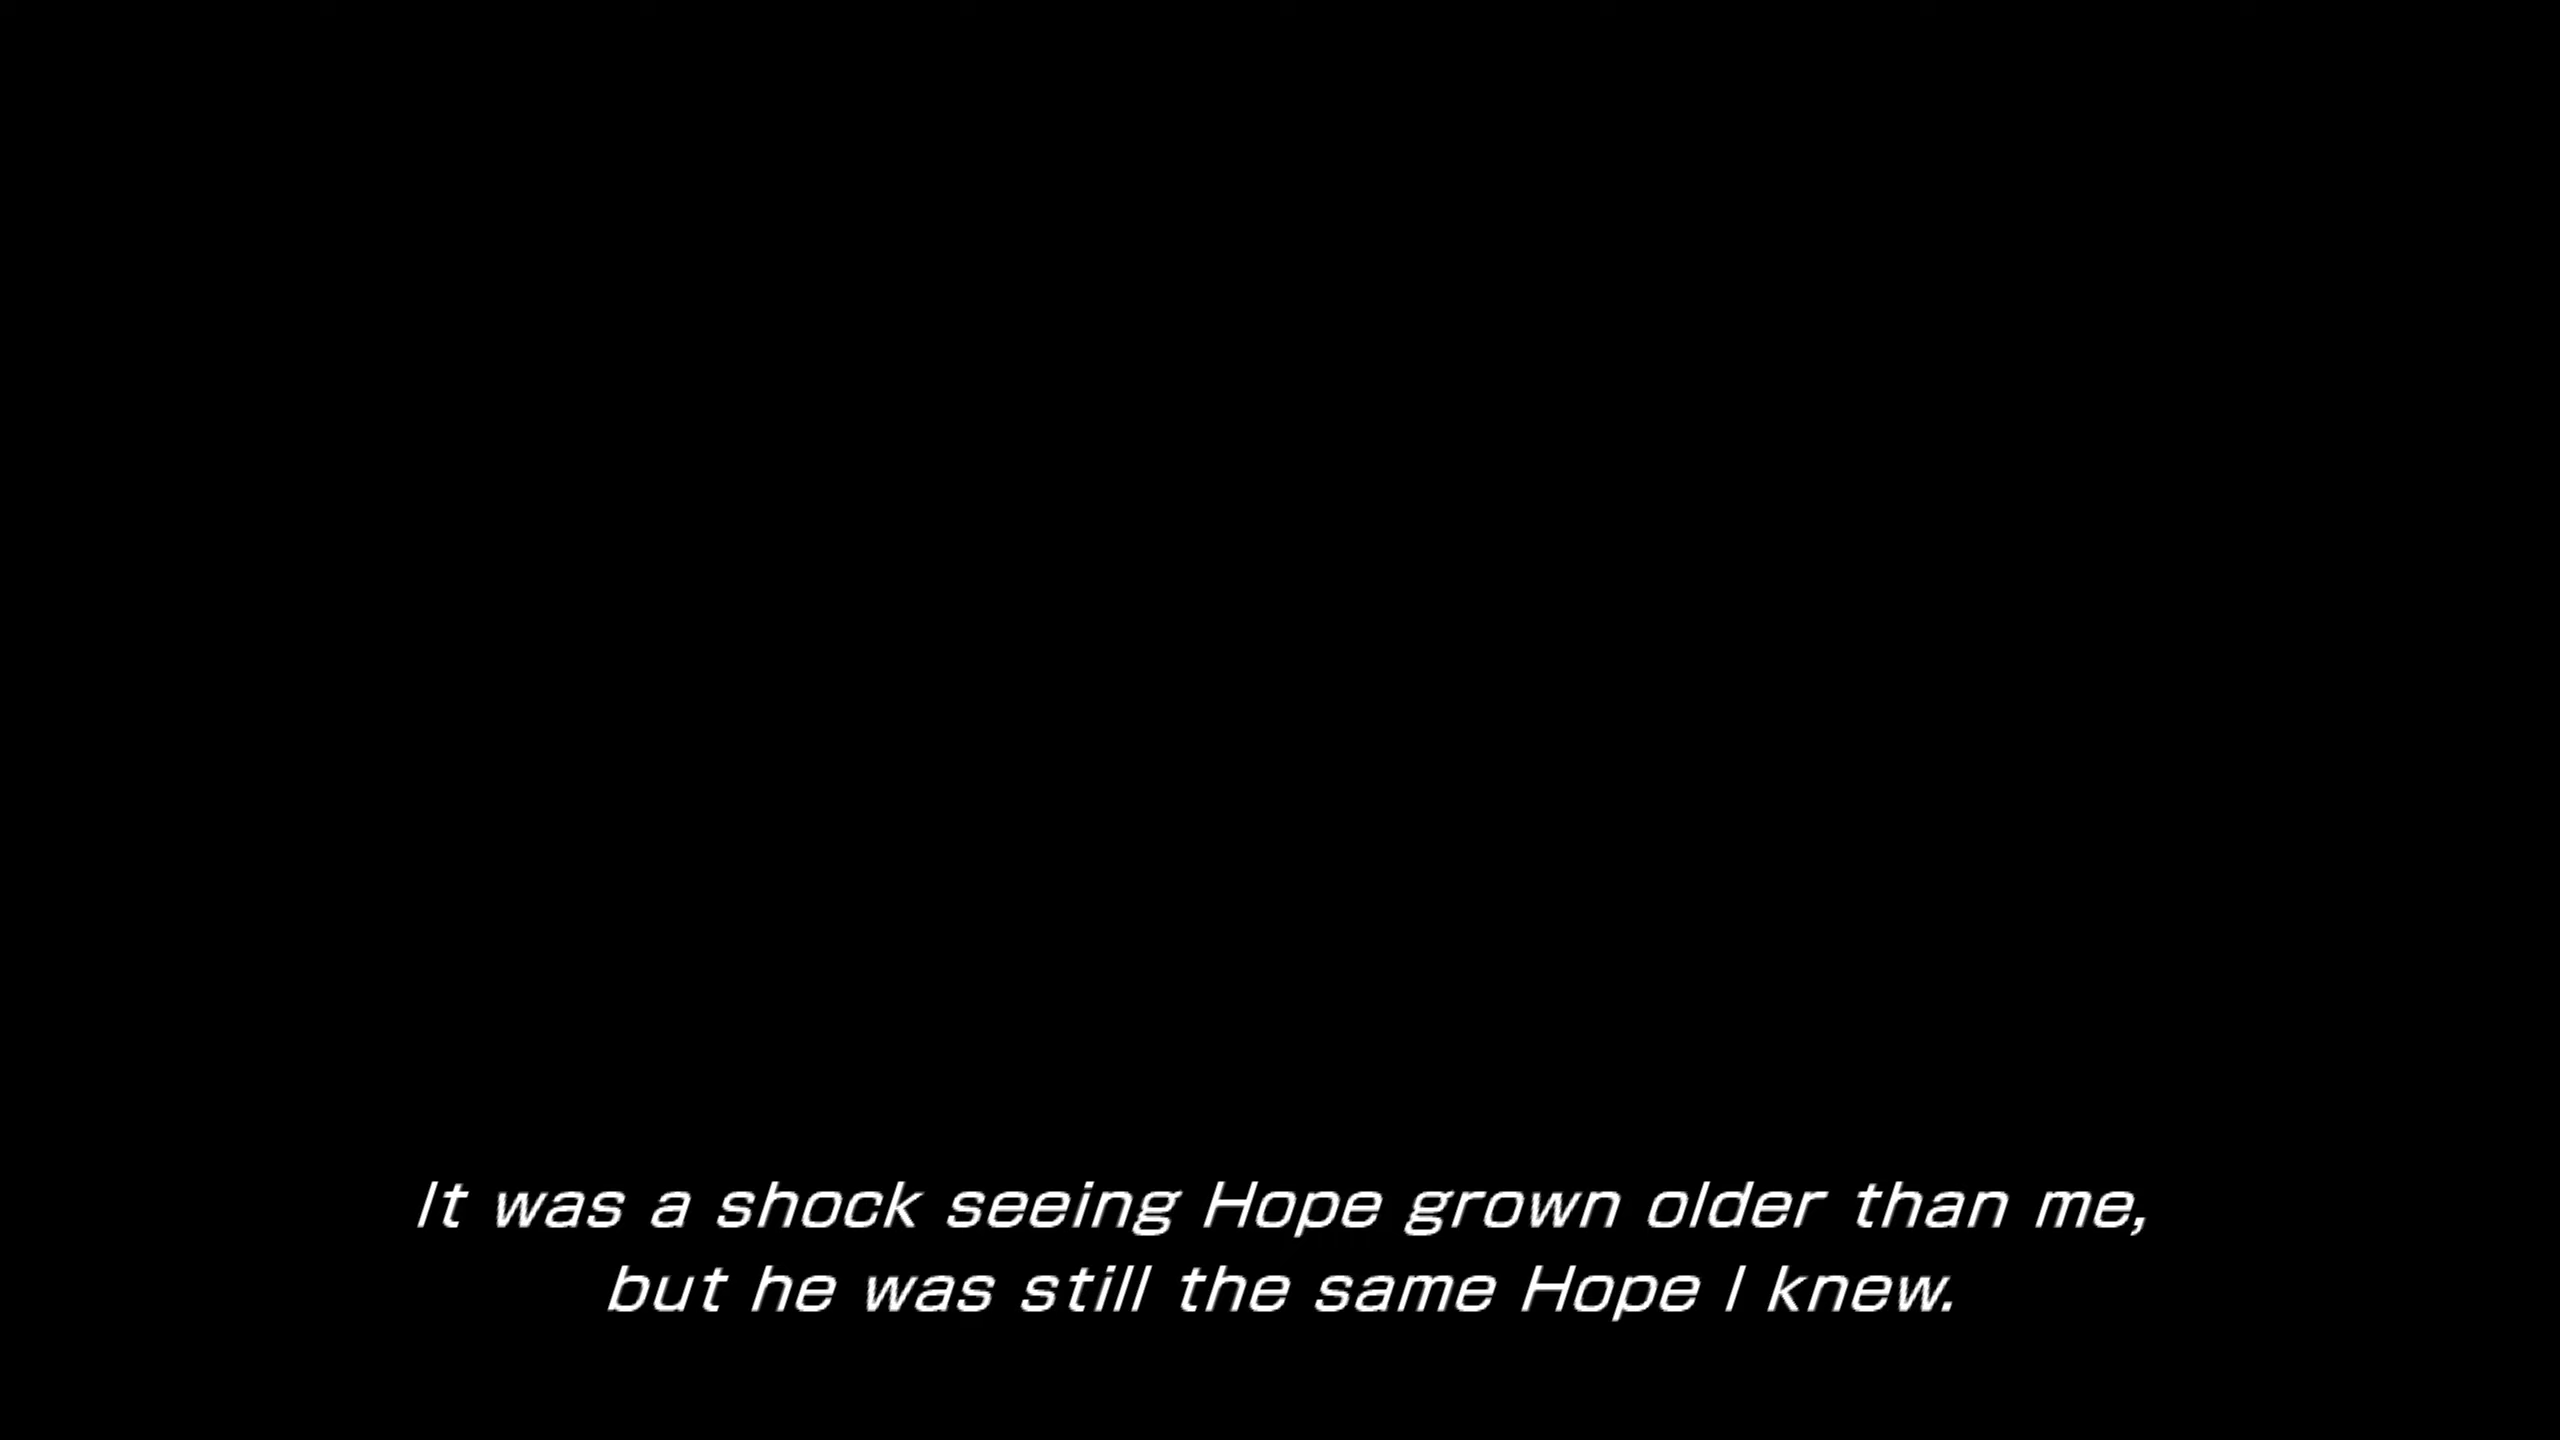 It was a shock seeing Hope grown older than me,
but he was still the same Hope I knew.